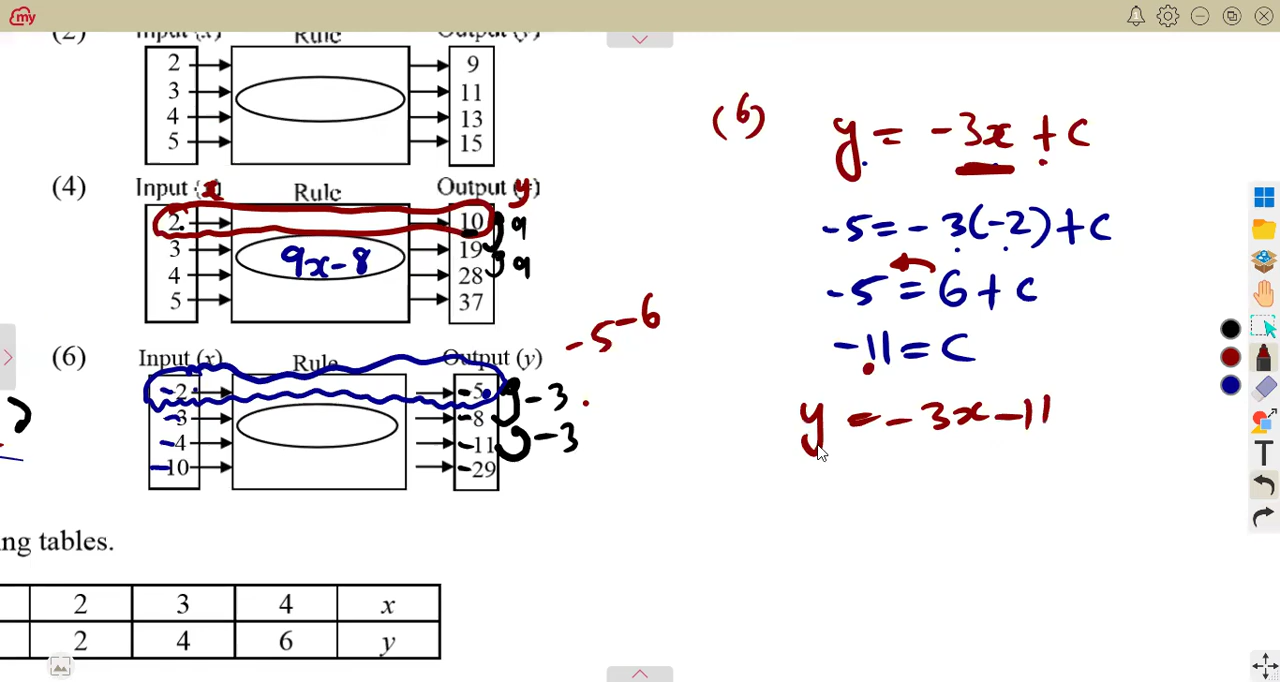 my
(2)
Input (x) Rule Output (y)
2 9
3 11
4 13
5 15
(4) Input (x) x Rule Output (y) y
2 10
3 19
4 28
5 37
9x-8
9
9
(6) Input (x) Rule Output (y)
-2 -5
-3 -8
-4 -11
-10 -29
-3
-3
-5-6
ng tables.
2 3 4 x
2 4 6 y
(6) y = -3x + c
-5 = -3(-2) + c
-5 = 6 + c
-11 = c
y = -3x - 11
T